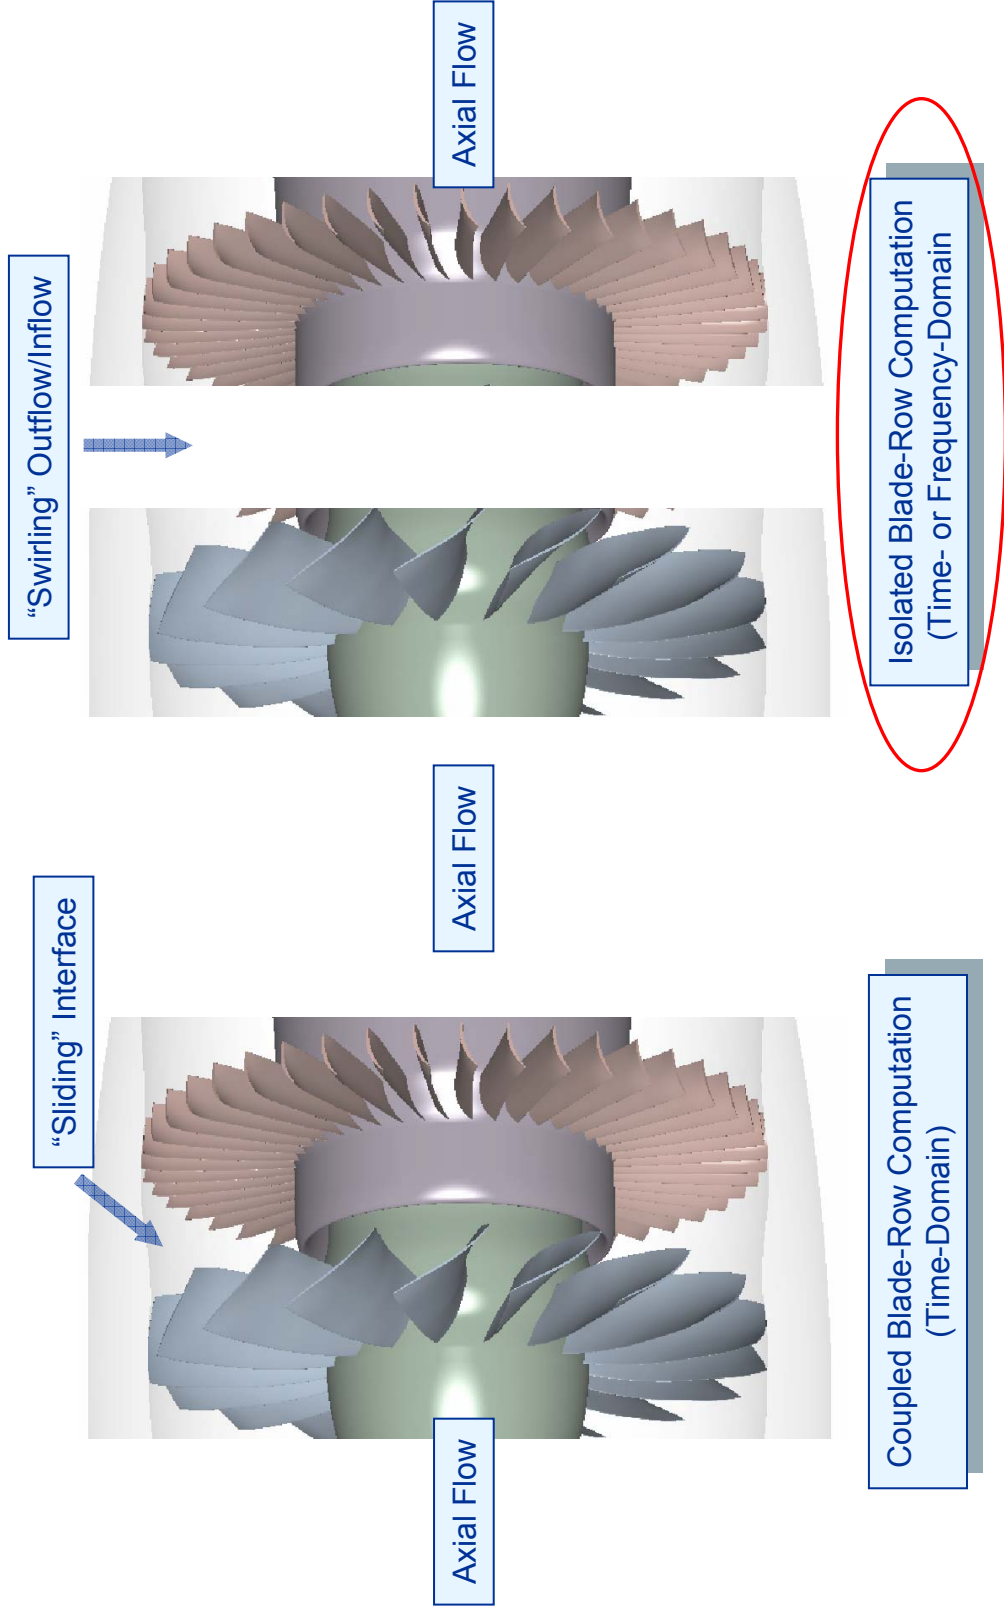 “Sliding” Interface
“Swirling” Outflow/Inflow
Axial Flow
Axial Flow
Axial Flow
Coupled Blade-Row Computation
(Time-Domain)
Isolated Blade-Row Computation
(Time- or Frequency-Domain)